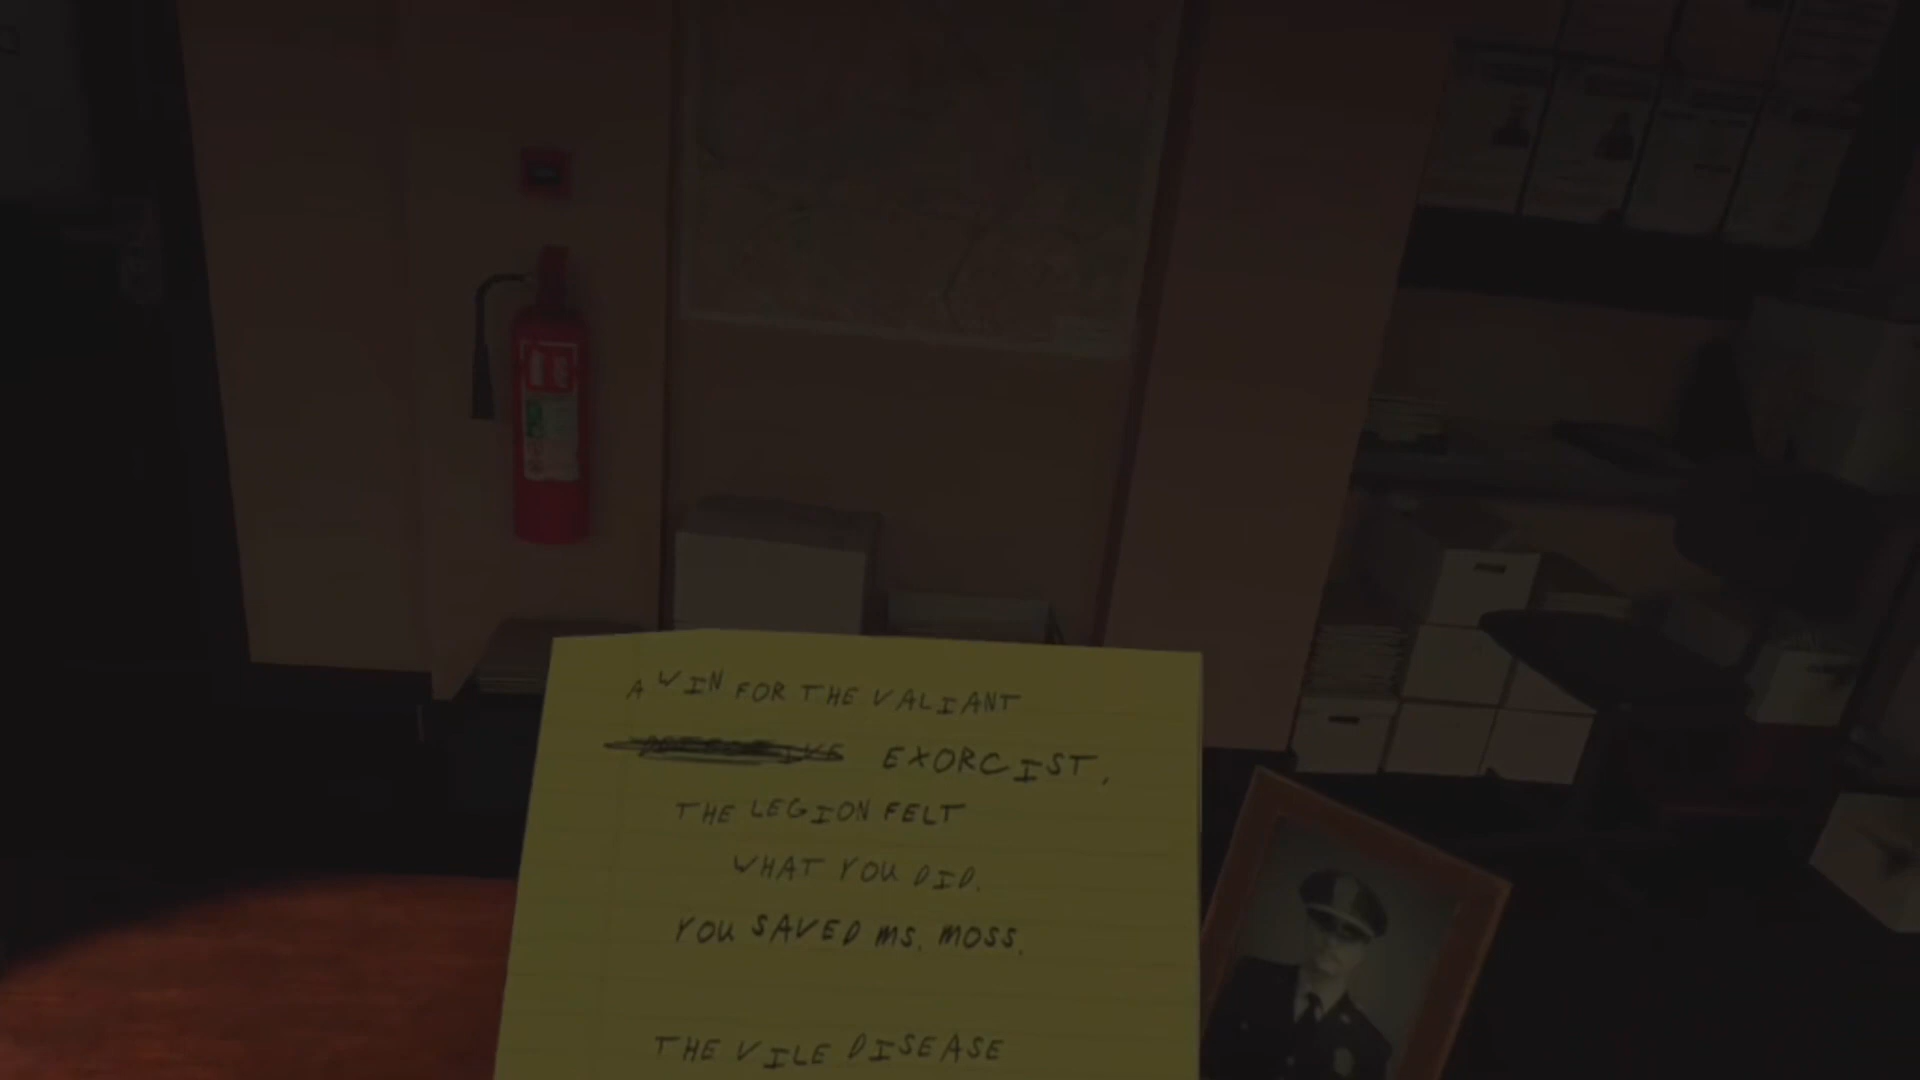 A WIN FOR THE VALIANT
EXORCIST.
THE LEGION FELT
WHAT YOU DID.
YOU SAVED MS. MOSS.
THE VILE DISEASE